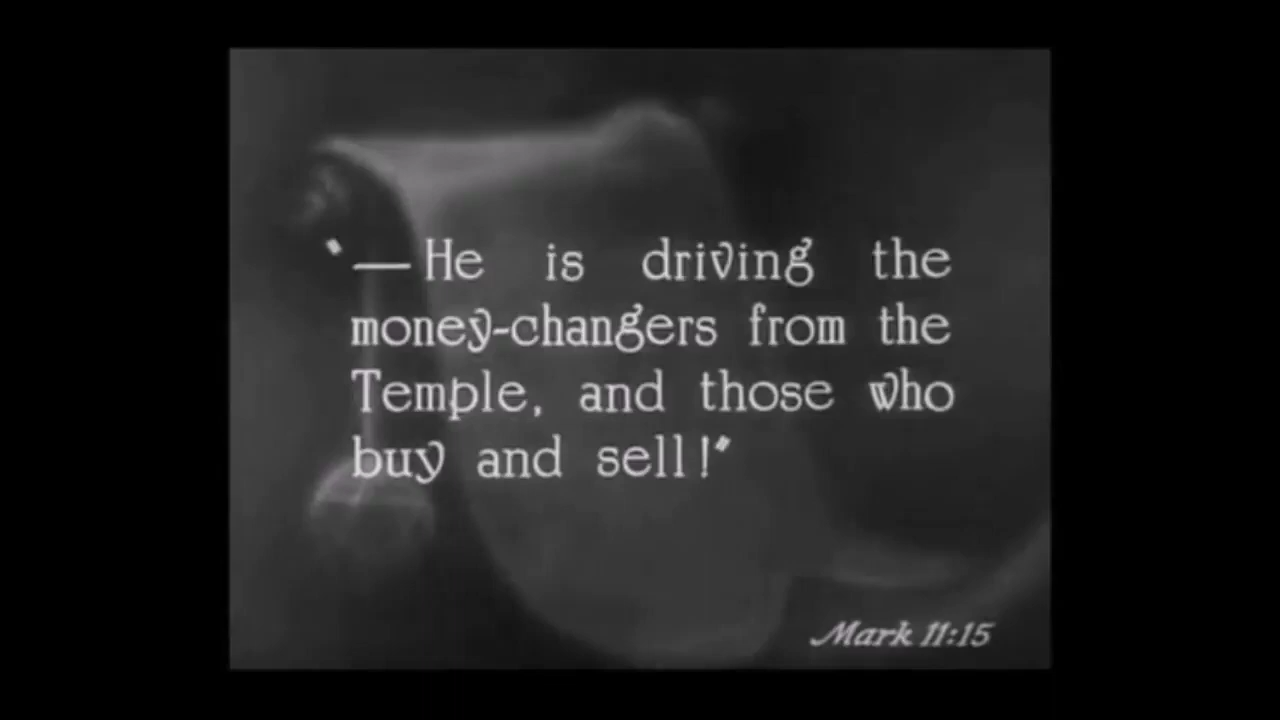 "—He is driving the
money-changers from the
Temple, and those who
buy and sell!"
Mark 11:15